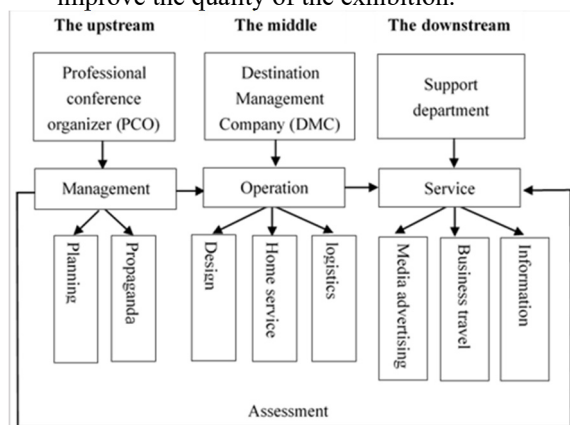 improve the quality of the exhibition.
The upstream
The middle
The downstream
Professional
conference
organizer (PCO)
Destination
Management
Company (DMC)
Support
department
Management
Operation
Service
Planning
Propaganda
Design
Home service
logistics
Media advertising
Business travel
Information
Assessment